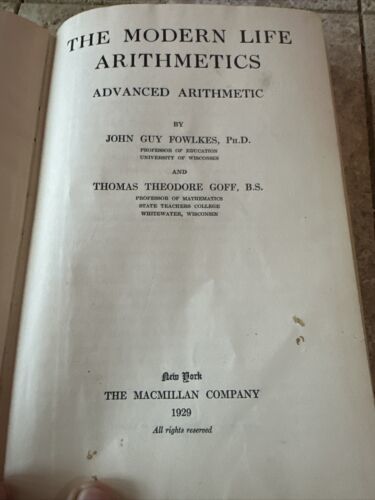 THE MODERN LIFE
ARITHMETICS
ADVANCED ARITHMETIC
BY
JOHN GUY FOWLKES, PH.D.
PROFESSOR OF EDUCATION
UNIVERSITY OF WISCONSIN
AND
THOMAS THEODORE GOFF, B.S.
PROFESSOR OF MATHEMATICS
STATE TEACHERS COLLEGE
WHITEWATER, WISCONSIN
New York
THE MACMILLAN COMPANY
1929
All rights reserved